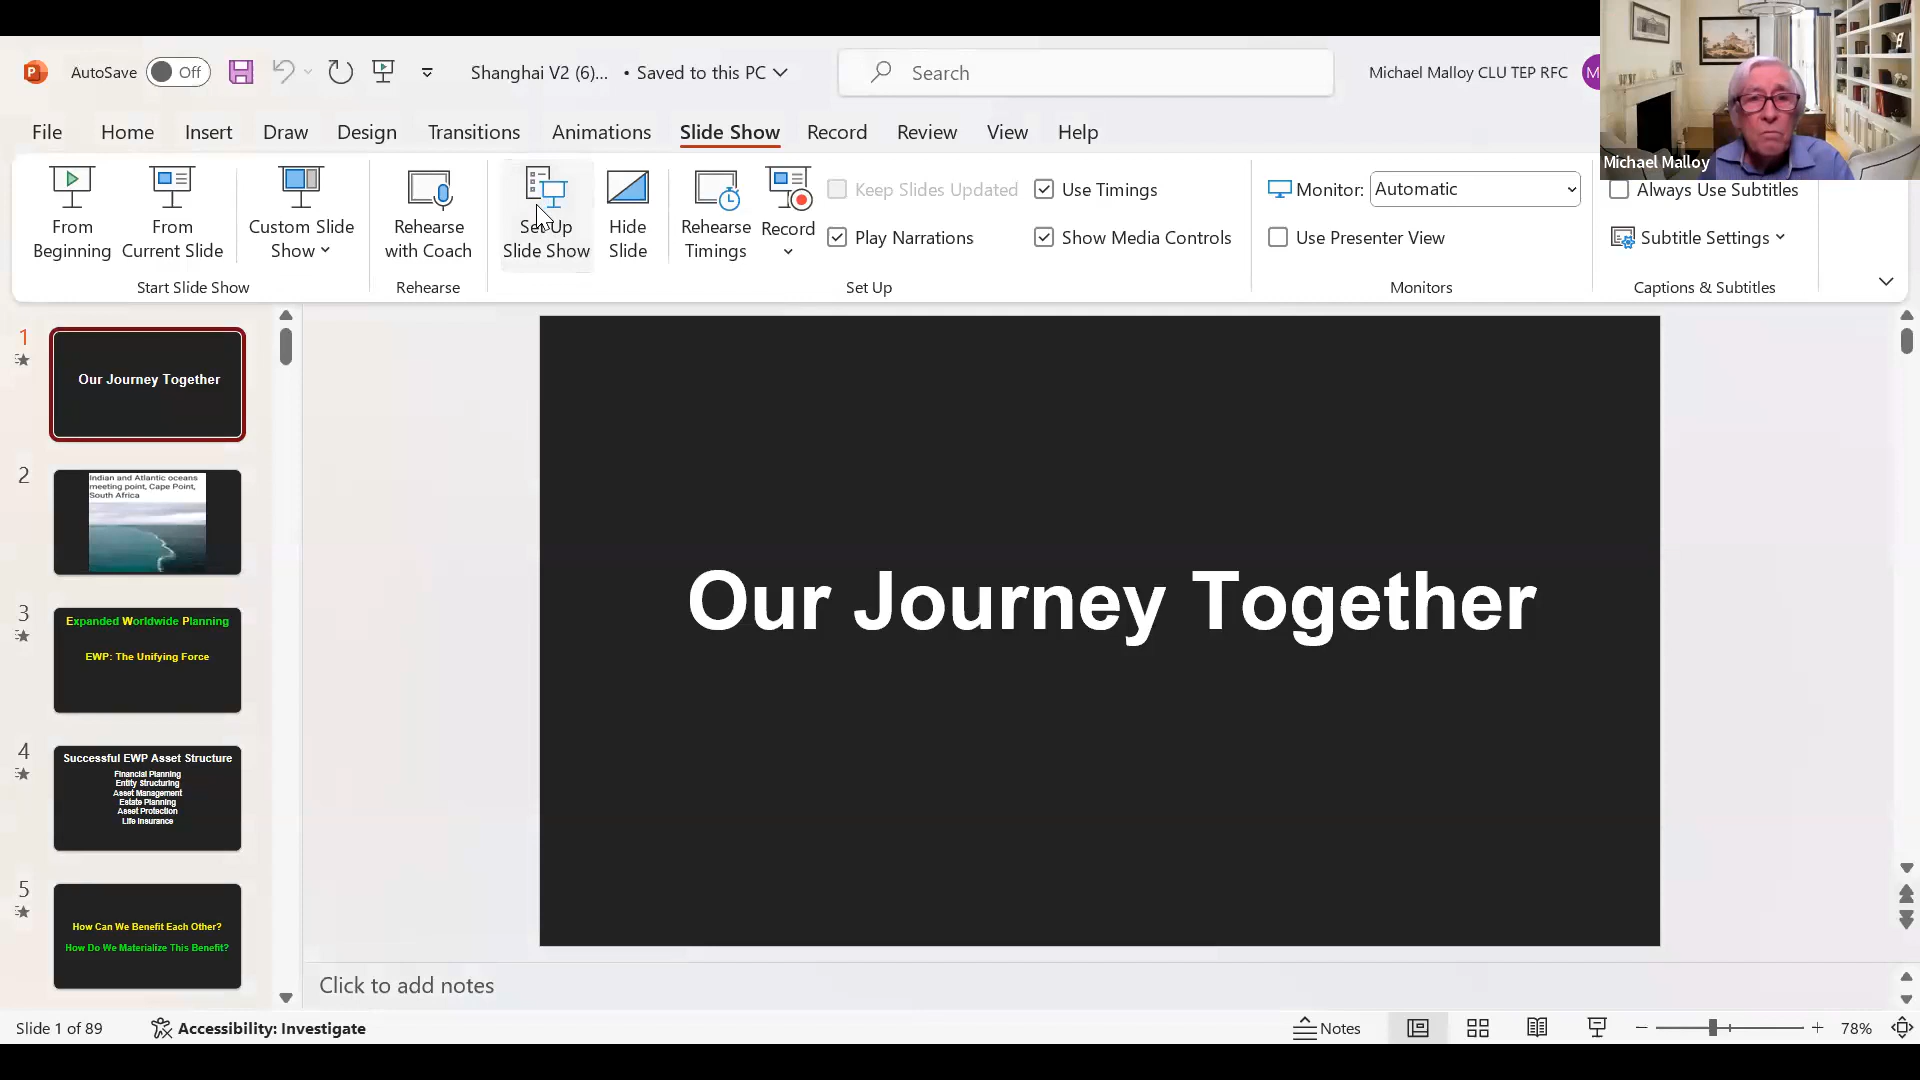 AutoSave Off Shanghai V2 (6)... • Saved to this PC Search Michael Malloy CLU TEP RFC M
File Home Insert Draw Design Transitions Animations Slide Show Record Review View Help
Michael Malloy
From Beginning
From Current Slide
Custom Slide Show
Start Slide Show
Rehearse with Coach
Rehearse
Set Up Slide Show
Hide Slide
Rehearse Timings
Record
Keep Slides Updated
Play Narrations
Use Timings
Show Media Controls
Set Up
Monitor: Automatic
Use Presenter View
Monitors
Always Use Subtitles
Subtitle Settings
Captions & Subtitles
1
Our Journey Together
2
Indian and Atlantic oceans
meeting point, Cape Point,
South Africa
3
Expanded Worldwide Planning
EWP: The Unifying Force
4
Successful EWP Asset Structure
Financial Planning
Entity Structuring
Asset Management
Estate Planning
Asset Protection
Life Insurance
5
How Can We Benefit Each Other?
How Do We Materialize This Benefit?
Our Journey Together
Click to add notes
Slide 1 of 89 Accessibility: Investigate Notes 78%